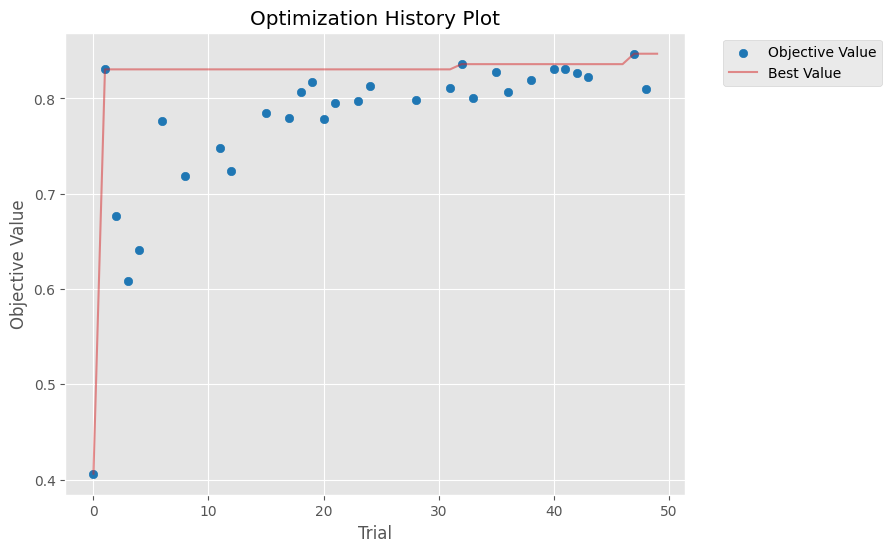 Optimization History Plot
Objective Value
Best Value
Objective Value
0.8
0.7
0.6
0.5
0.4
0 10 20 30 40 50
Trial